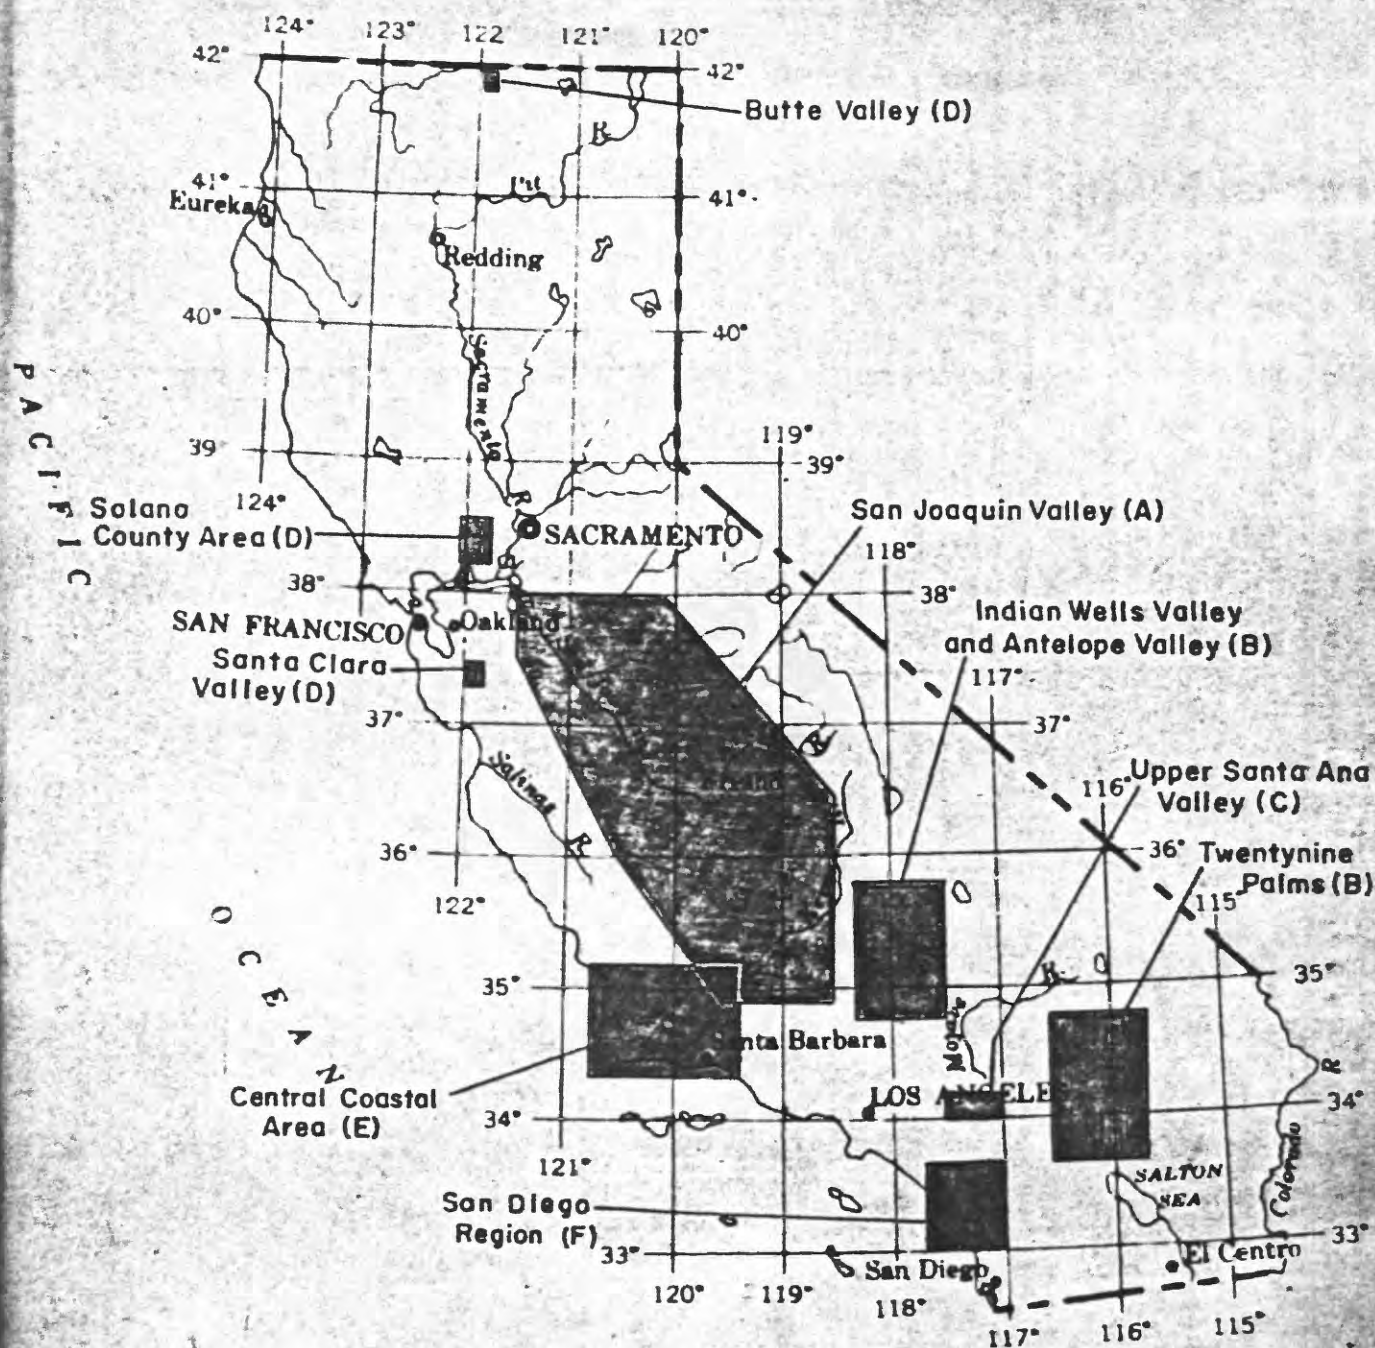 124° 123° 122 121° 120°
42° 42°
Butte Valley (D)
R
Pit
41° 41°
Eureka
Redding
40° 40°
Sacramento
R
PACIFIC
OCEAN
119°
39 39°
124°
Solano
County Area (D)
SACRAMENTO
San Joaquin Valley (A)
118°
38° 38°
SAN FRANCISCO
Oakland
Santa Clara
Valley (D)
Indian Wells Valley
and Antelope Valley (B)
117°
37° 37°
Salinas
R.
R
Upper Santa Ana
Valley (C)
116°
36° 36°
Twentynine
Palms (B)
115°
122°
35° 35°
R
Santa Barbara
Central Coastal
Area (E)
LOS ANGELE
R
34° 34°
121°
SALTON
SEA
Colorado
San Diego
Region (F)
33° 33°
San Diego
El Centro
120° 119° 118° 117° 116° 115°